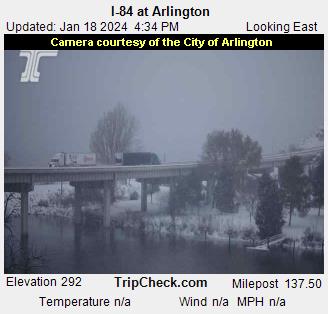 I-84 at Arlington
Updated: Jan 18 2024 4:34 PM Looking East
Camera courtesy of the City of Arlington
Elevation 292 TripCheck.com Milepost 137.50
Temperature n/a Wind n/a MPH n/a